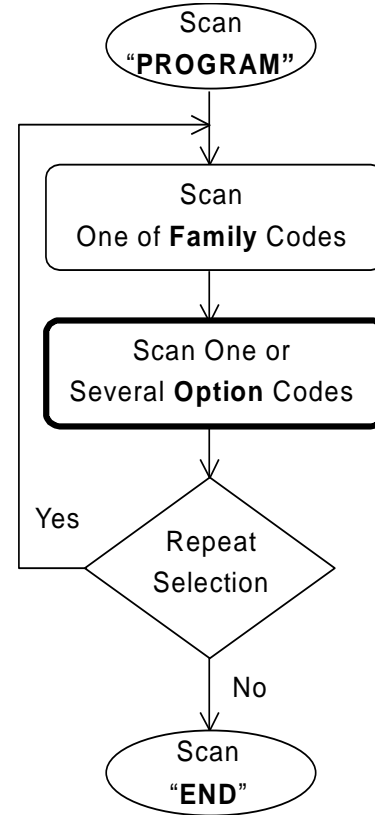 Scan
“PROGRAM”
Scan
One of Family Codes
Scan One or
Several Option Codes
Yes
Repeat
Selection
No
Scan
“END”